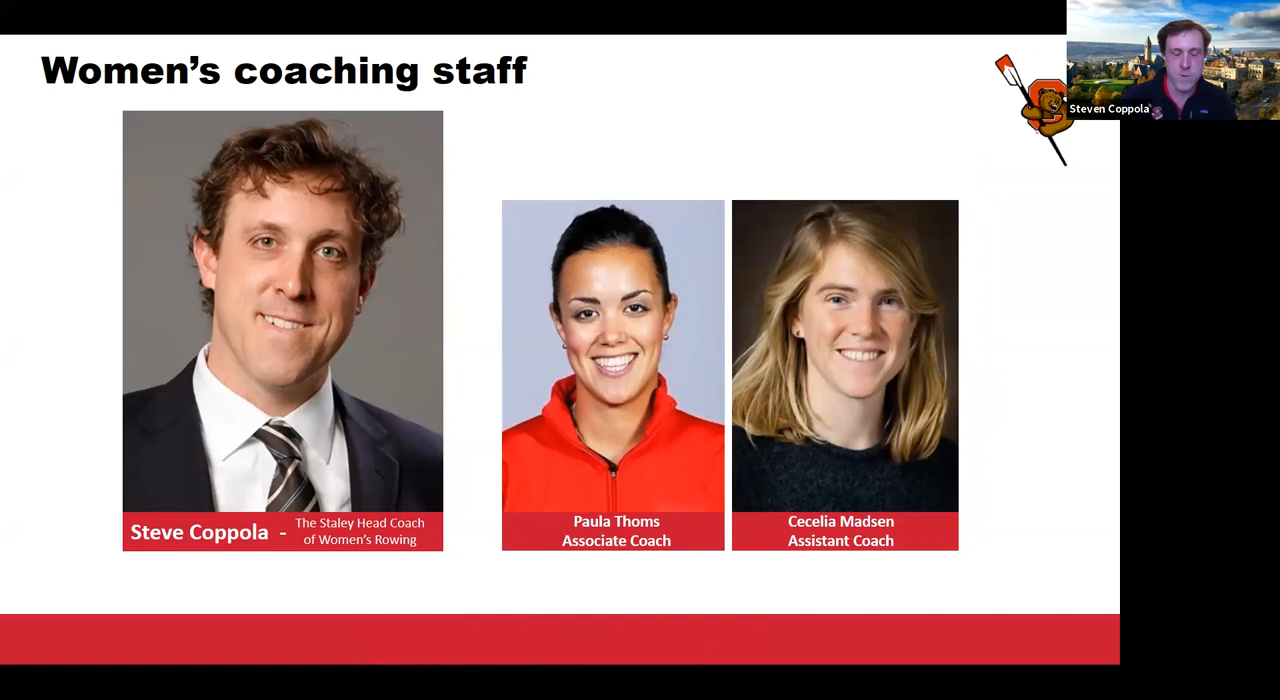 Women's coaching staff
Steven Coppola
Steve Coppola - The Staley Head Coach
of Women's Rowing
Paula Thoms
Associate Coach
Cecelia Madsen
Assistant Coach